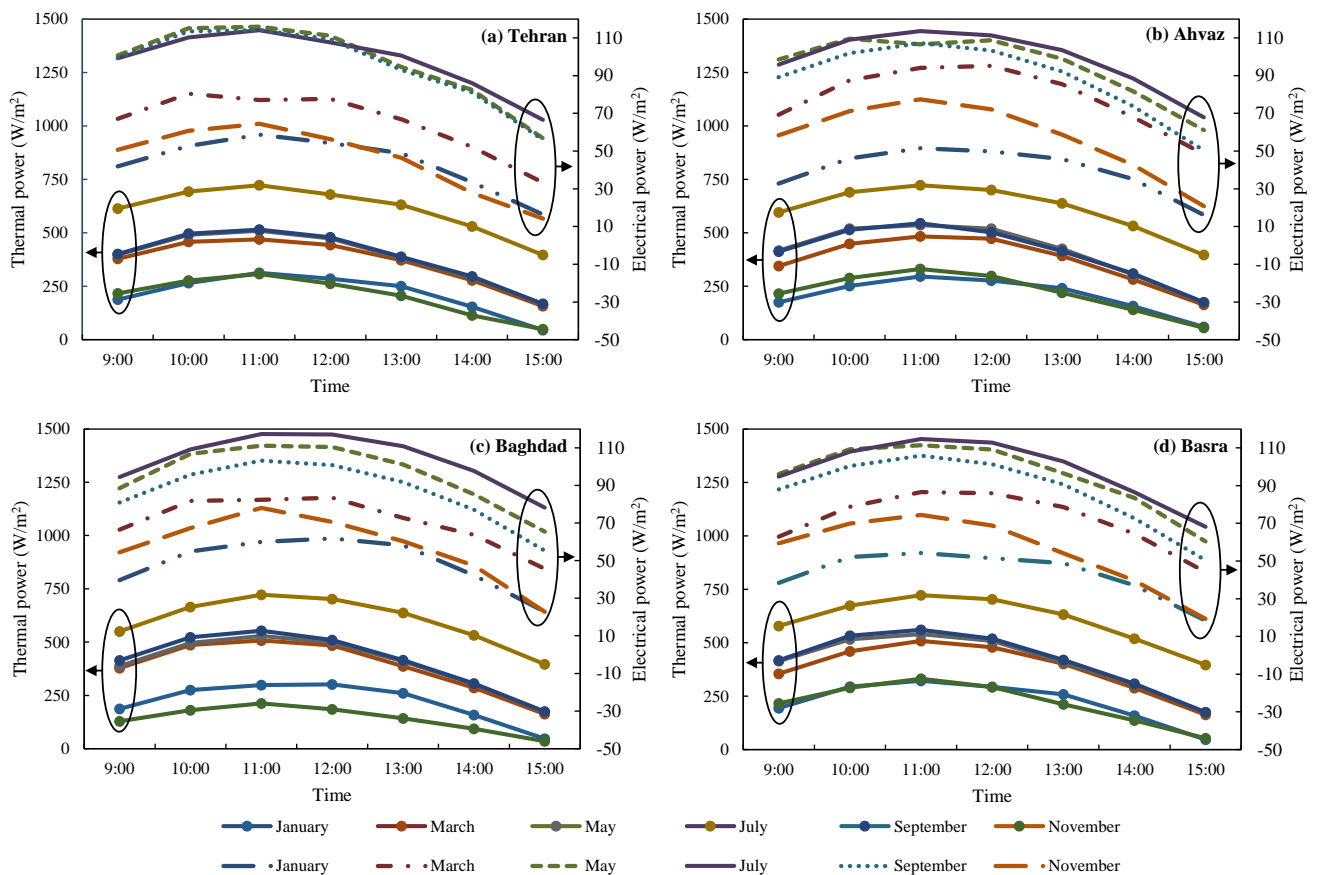 (a) Tehran
1500
1250
1000
750
500
250
0
Thermal power (W/m²)
110
90
70
50
30
10
-10
-30
-50
Electrical power (W/m²)
9:00 10:00 11:00 12:00 13:00 14:00 15:00
Time
(b) Ahvaz
1500
1250
1000
750
500
250
0
Thermal power (W/m²)
110
90
70
50
30
10
-10
-30
-50
Electrical power (W/m²)
9:00 10:00 11:00 12:00 13:00 14:00 15:00
Time
(c) Baghdad
1500
1250
1000
750
500
250
0
Thermal power (W/m²)
110
90
70
50
30
10
-10
-30
-50
Electrical power (W/m²)
9:00 10:00 11:00 12:00 13:00 14:00 15:00
Time
(d) Basra
1500
1250
1000
750
500
250
0
Thermal power (W/m²)
110
90
70
50
30
10
-10
-30
-50
Electrical power (W/m²)
9:00 10:00 11:00 12:00 13:00 14:00 15:00
Time
January March May July September November
January March May July September November